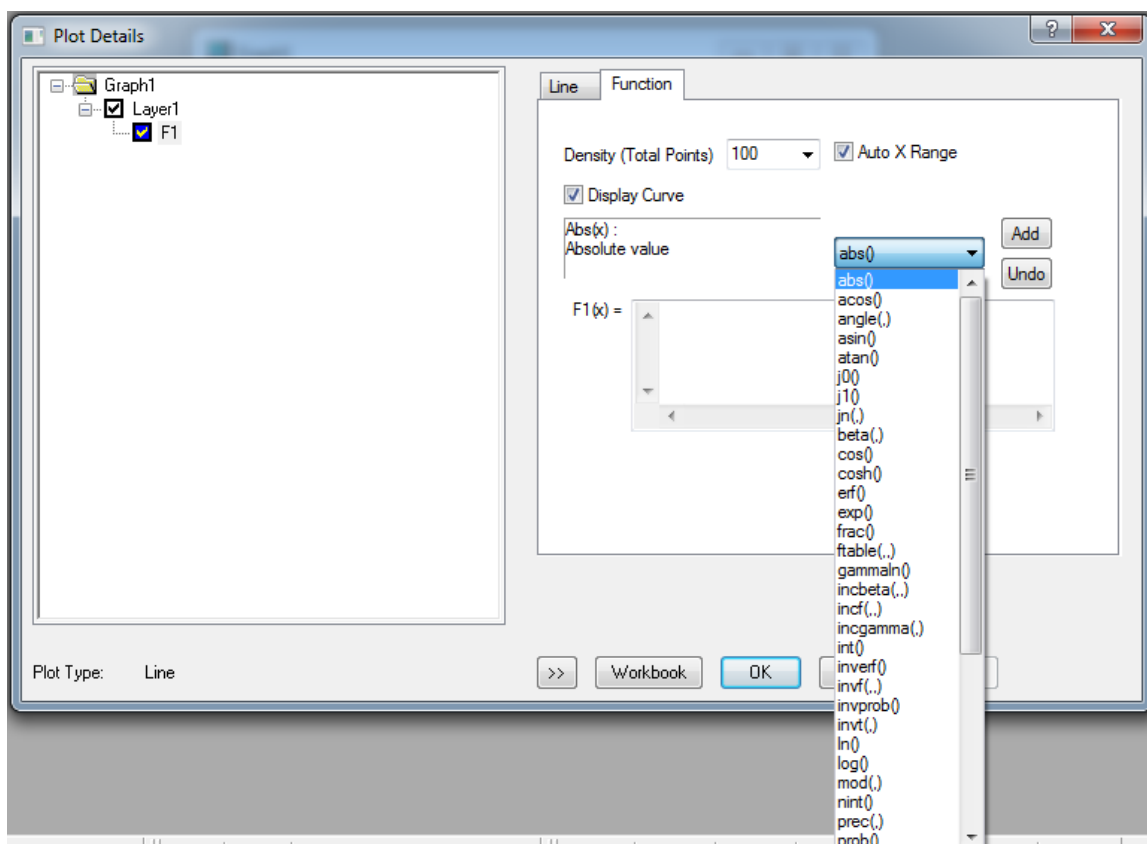 Plot Details
Graph1
Layer1
F1
Line
Function
Density (Total Points)
100
Auto X Range
Display Curve
Abs(x) :
Absolute value
abs()
Add
Undo
F1(x) =
abs()
acos()
angle(,)
asin()
atan()
j0()
j1()
jn(,)
beta(,)
cos()
cosh()
erf()
exp()
frac()
ftable(,,)
gammaln()
incbeta(,,)
incf(,,)
incgamma(,)
int()
inverf()
invf(,,)
invprob()
invt(,)
ln()
log()
mod(,)
nint()
prec(,)
prob()
Plot Type:
Line
>>
Workbook
OK